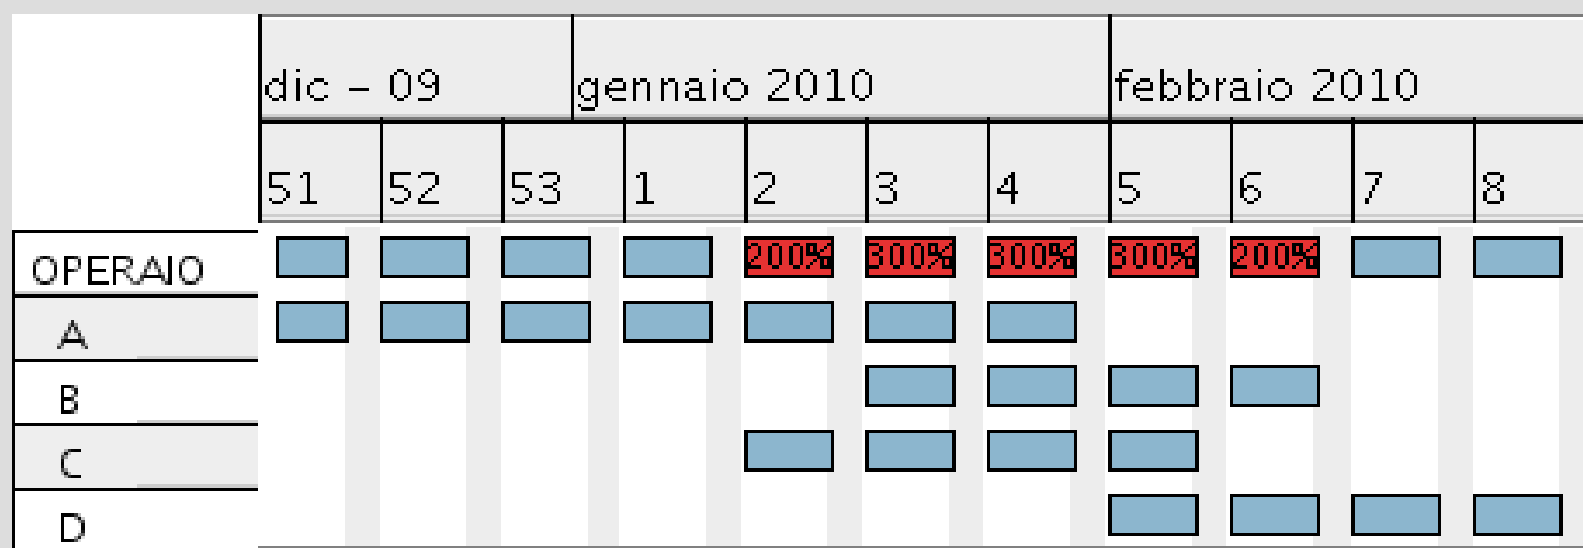 dic – 09 gennaio 2010 febbraio 2010
51 52 53 1 2 3 4 5 6 7 8
OPERAIO 200% 300% 300% 300% 200%
A
B
C
D